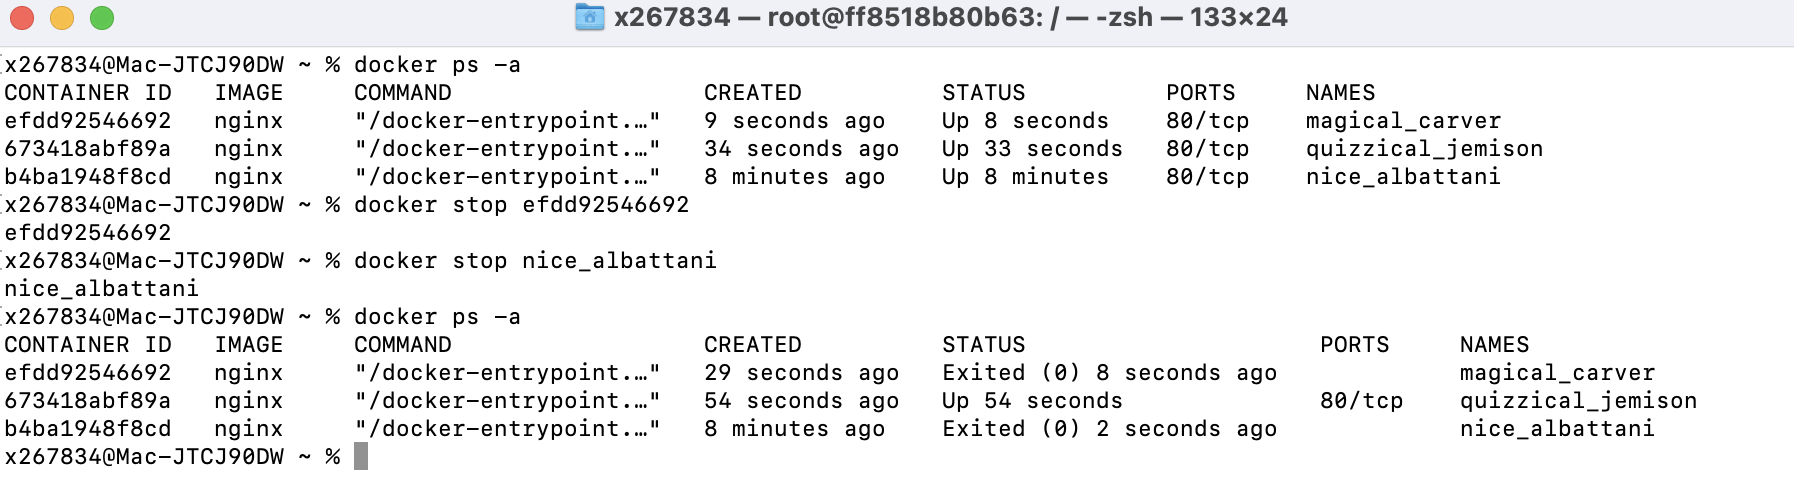 x267834 — root@ff8518b80b63: / — -zsh — 133×24
x267834@Mac-JTCJ90DW ~ % docker ps -a
CONTAINER ID   IMAGE     COMMAND                  CREATED          STATUS          PORTS     NAMES
efdd92546692   nginx     "/docker-entrypoint.…"   9 seconds ago    Up 8 seconds    80/tcp    magical_carver
673418abf89a   nginx     "/docker-entrypoint.…"   34 seconds ago   Up 33 seconds   80/tcp    quizzical_jemison
b4ba1948f8cd   nginx     "/docker-entrypoint.…"   8 minutes ago    Up 8 minutes    80/tcp    nice_albattani
x267834@Mac-JTCJ90DW ~ % docker stop efdd92546692
efdd92546692
x267834@Mac-JTCJ90DW ~ % docker stop nice_albattani
nice_albattani
x267834@Mac-JTCJ90DW ~ % docker ps -a
CONTAINER ID   IMAGE     COMMAND                  CREATED          STATUS                     PORTS     NAMES
efdd92546692   nginx     "/docker-entrypoint.…"   29 seconds ago   Exited (0) 8 seconds ago             magical_carver
673418abf89a   nginx     "/docker-entrypoint.…"   54 seconds ago   Up 54 seconds              80/tcp    quizzical_jemison
b4ba1948f8cd   nginx     "/docker-entrypoint.…"   8 minutes ago    Exited (0) 2 seconds ago             nice_albattani
x267834@Mac-JTCJ90DW ~ %